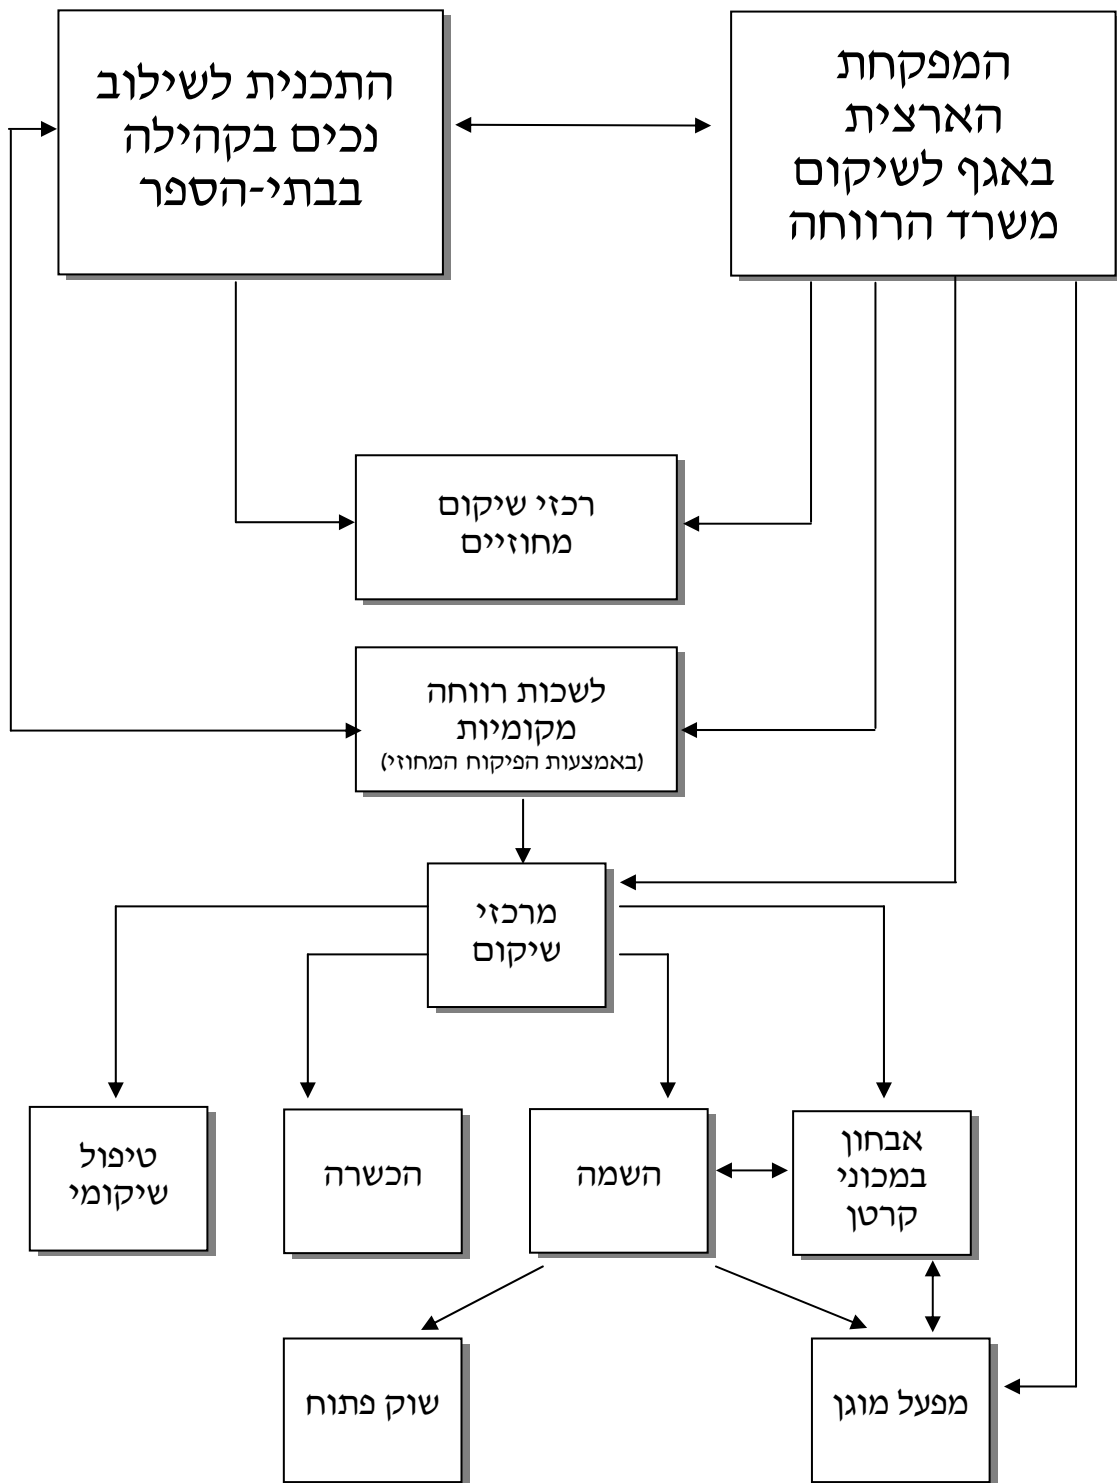 המפקחת
הארצית
באגף לשיקום
משרד הרווחה
התכנית לשילוב
נכים בקהילה
בבתי-הספר
רכזי שיקום
מחוזיים
לשכות רווחה
מקומיות
(באמצעות הפיקוח המחוזי)
מרכזי
שיקום
אבחון
במכוני
קרטן
השמה
הכשרה
טיפול
שיקומי
מפעל מוגן
שוק פתוח